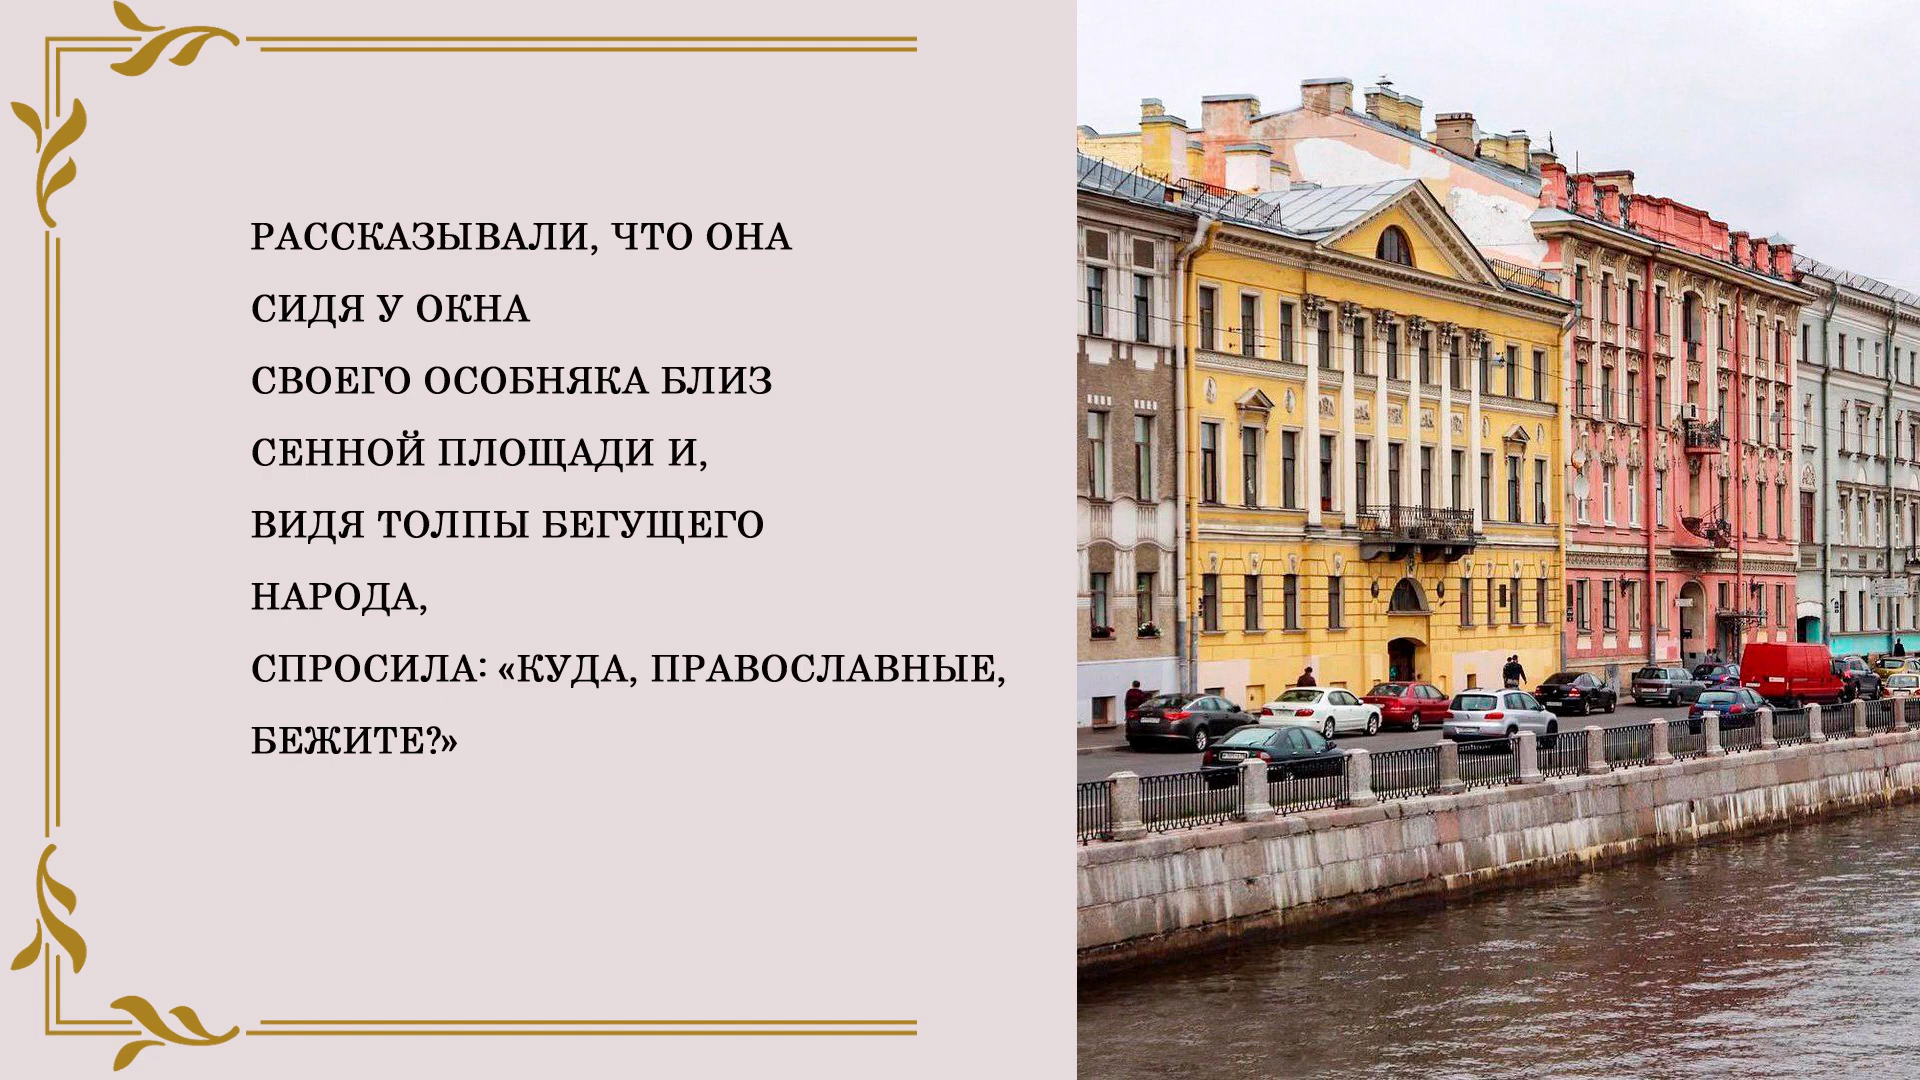 РАССКАЗЫВАЛИ, ЧТО ОНА
СИДЯ У ОКНА
СВОЕГО ОСОБНЯКА БЛИЗ
СЕННОЙ ПЛОЩАДИ И,
ВИДЯ ТОЛПЫ БЕГУЩЕГО
НАРОДА,
СПРОСИЛА: «КУДА, ПРАВОСЛАВНЫЕ,
БЕЖИТЕ?»